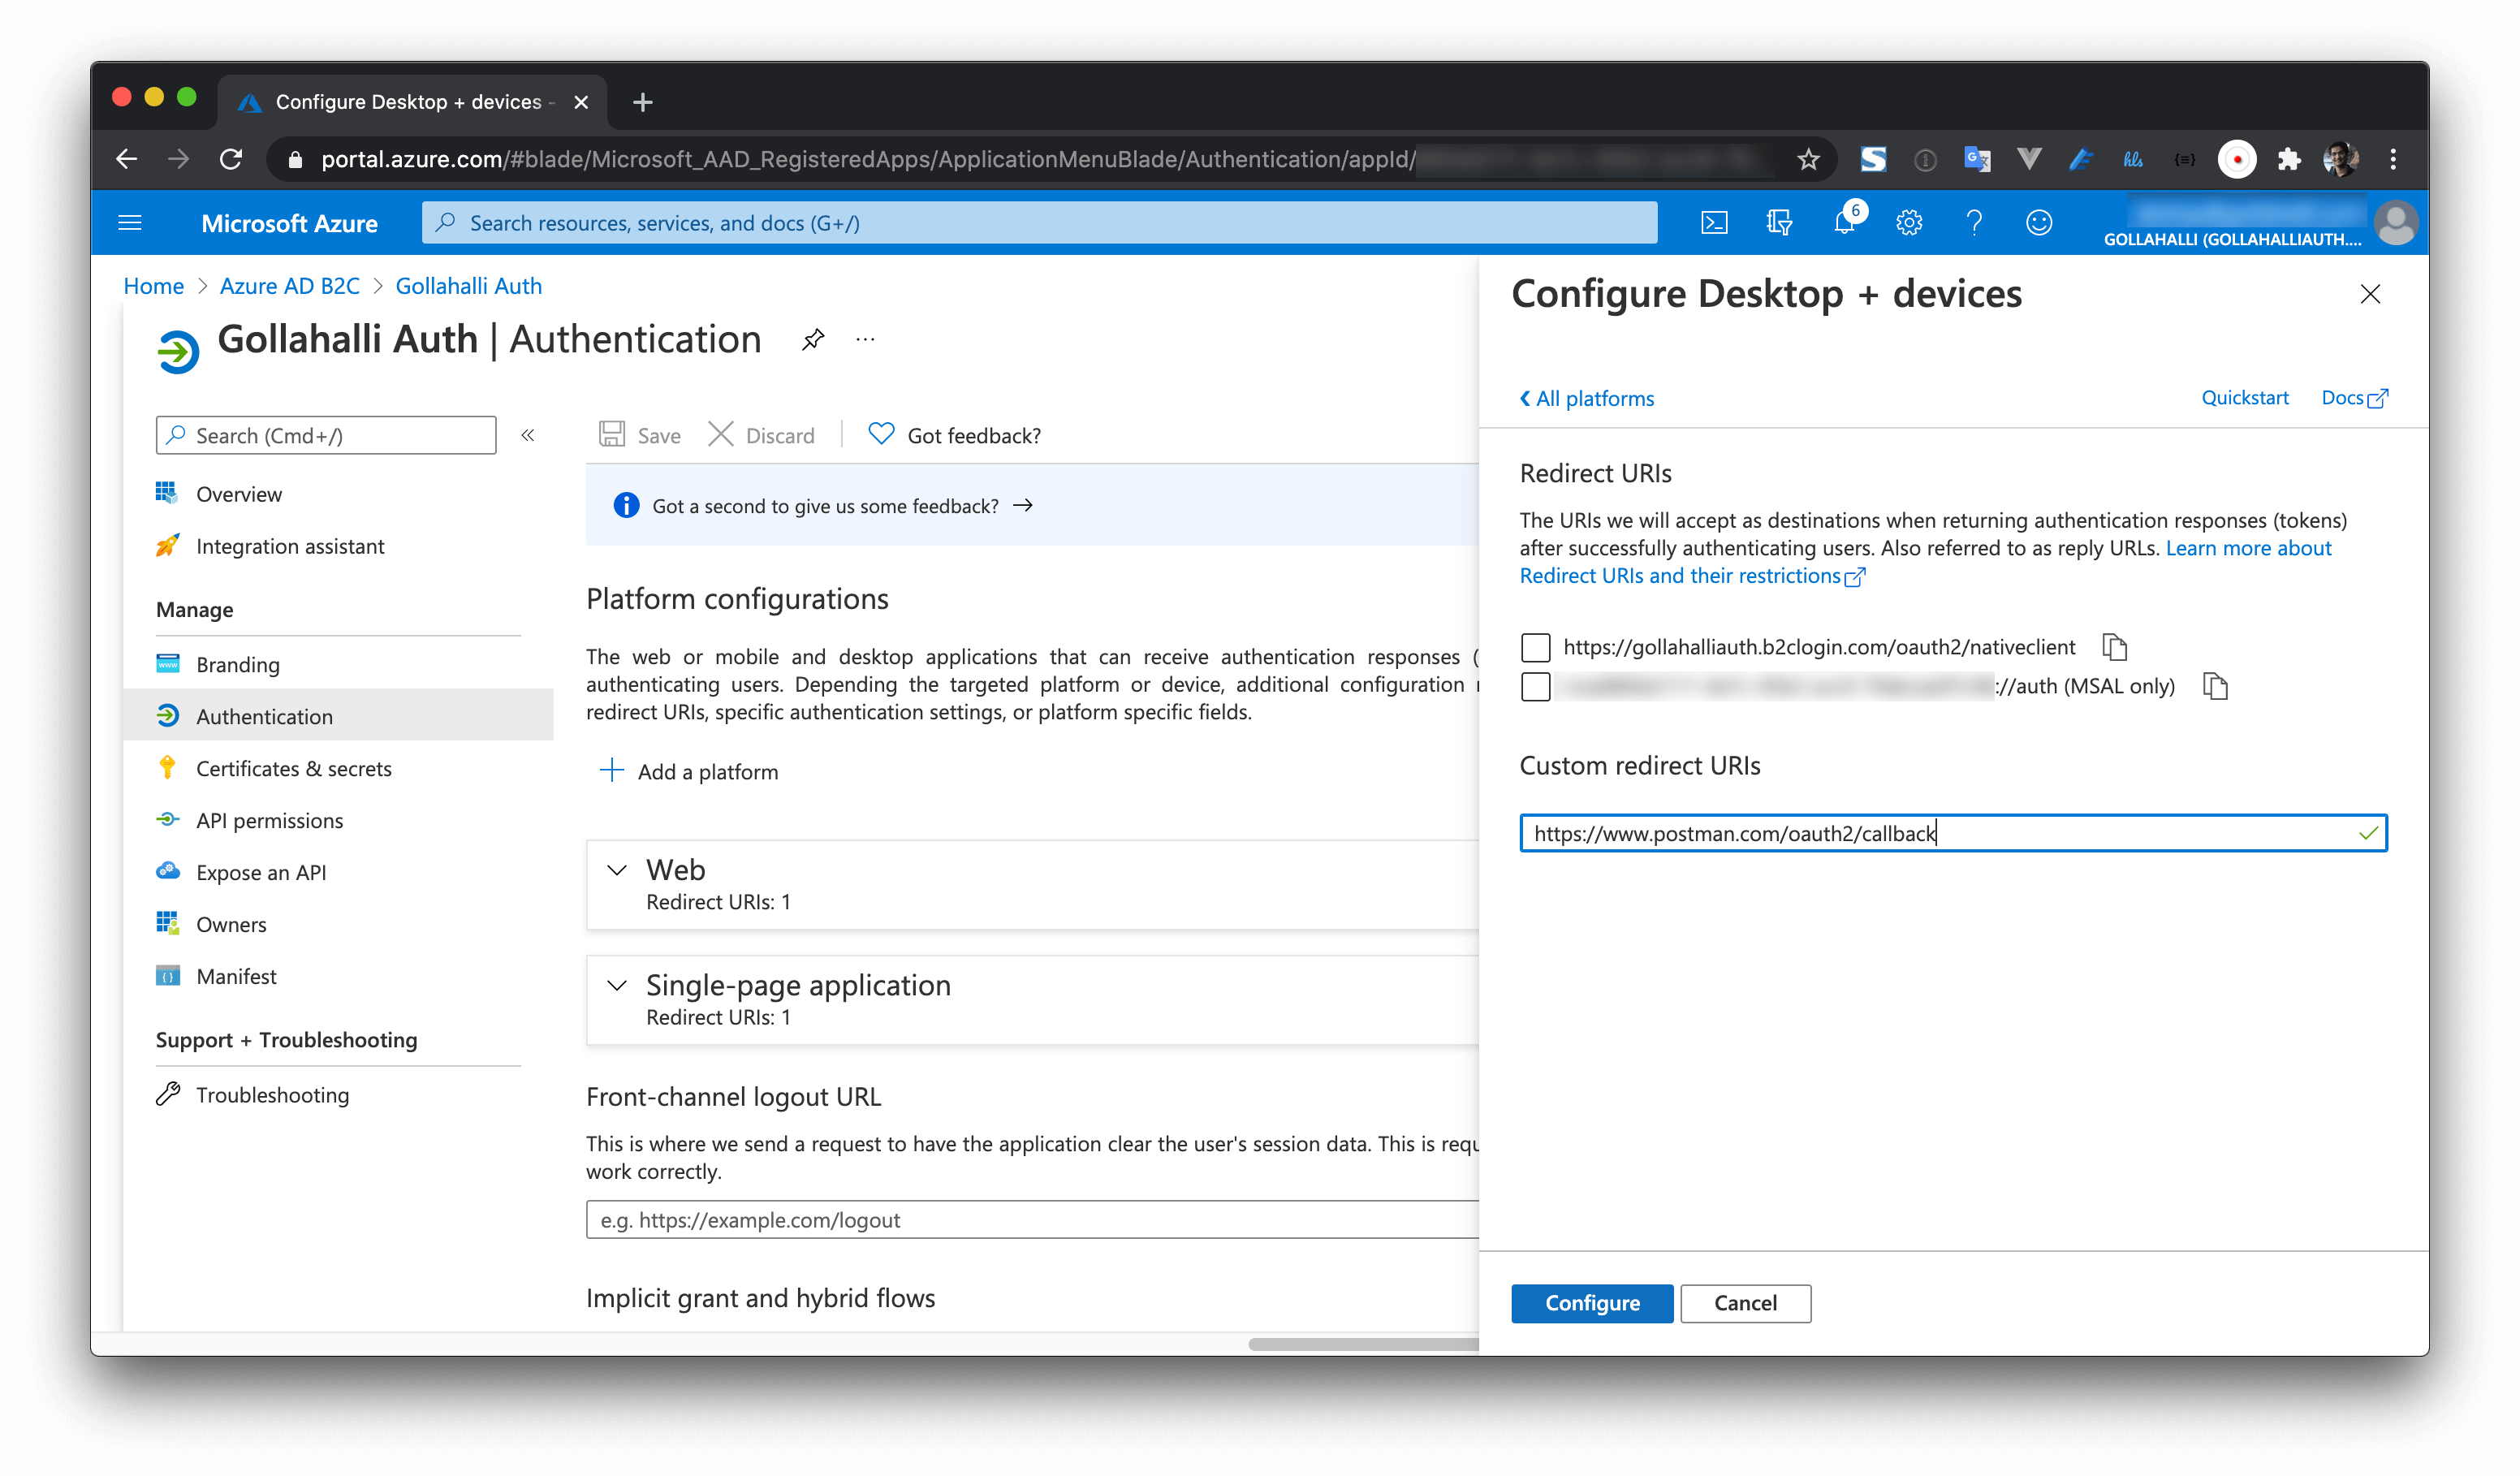 Configure Desktop + devices -
portal.azure.com/#blade/Microsoft_AAD_RegisteredApps/ApplicationMenuBlade/Authentication/appId/
hls
Microsoft Azure
Search resources, services, and docs (G+/)
6
GOLLAHALLI (GOLLAHALLIAUTH....
Home > Azure AD B2C > Gollahalli Auth
Gollahalli Auth | Authentication
Search (Cmd+/)
Overview
Integration assistant
Manage
Branding
Authentication
Certificates & secrets
API permissions
Expose an API
Owners
Manifest
Support + Troubleshooting
Troubleshooting
Save
Discard
Got feedback?
Got a second to give us some feedback?
Platform configurations
The web or mobile and desktop applications that can receive authentication responses (
authenticating users. Depending the targeted platform or device, additional configuration
redirect URIs, specific authentication settings, or platform specific fields.
Add a platform
Web
Redirect URIs: 1
Single-page application
Redirect URIs: 1
Front-channel logout URL
This is where we send a request to have the application clear the user's session data. This is requ
work correctly.
e.g. https://example.com/logout
Implicit grant and hybrid flows
Configure Desktop + devices
All platforms
Quickstart
Docs
Redirect URIs
The URIs we will accept as destinations when returning authentication responses (tokens)
after successfully authenticating users. Also referred to as reply URLs. Learn more about
Redirect URIs and their restrictions
https://gollahalliauth.b2clogin.com/oauth2/nativeclient
://auth (MSAL only)
Custom redirect URIs
https://www.postman.com/oauth2/callback
Configure
Cancel